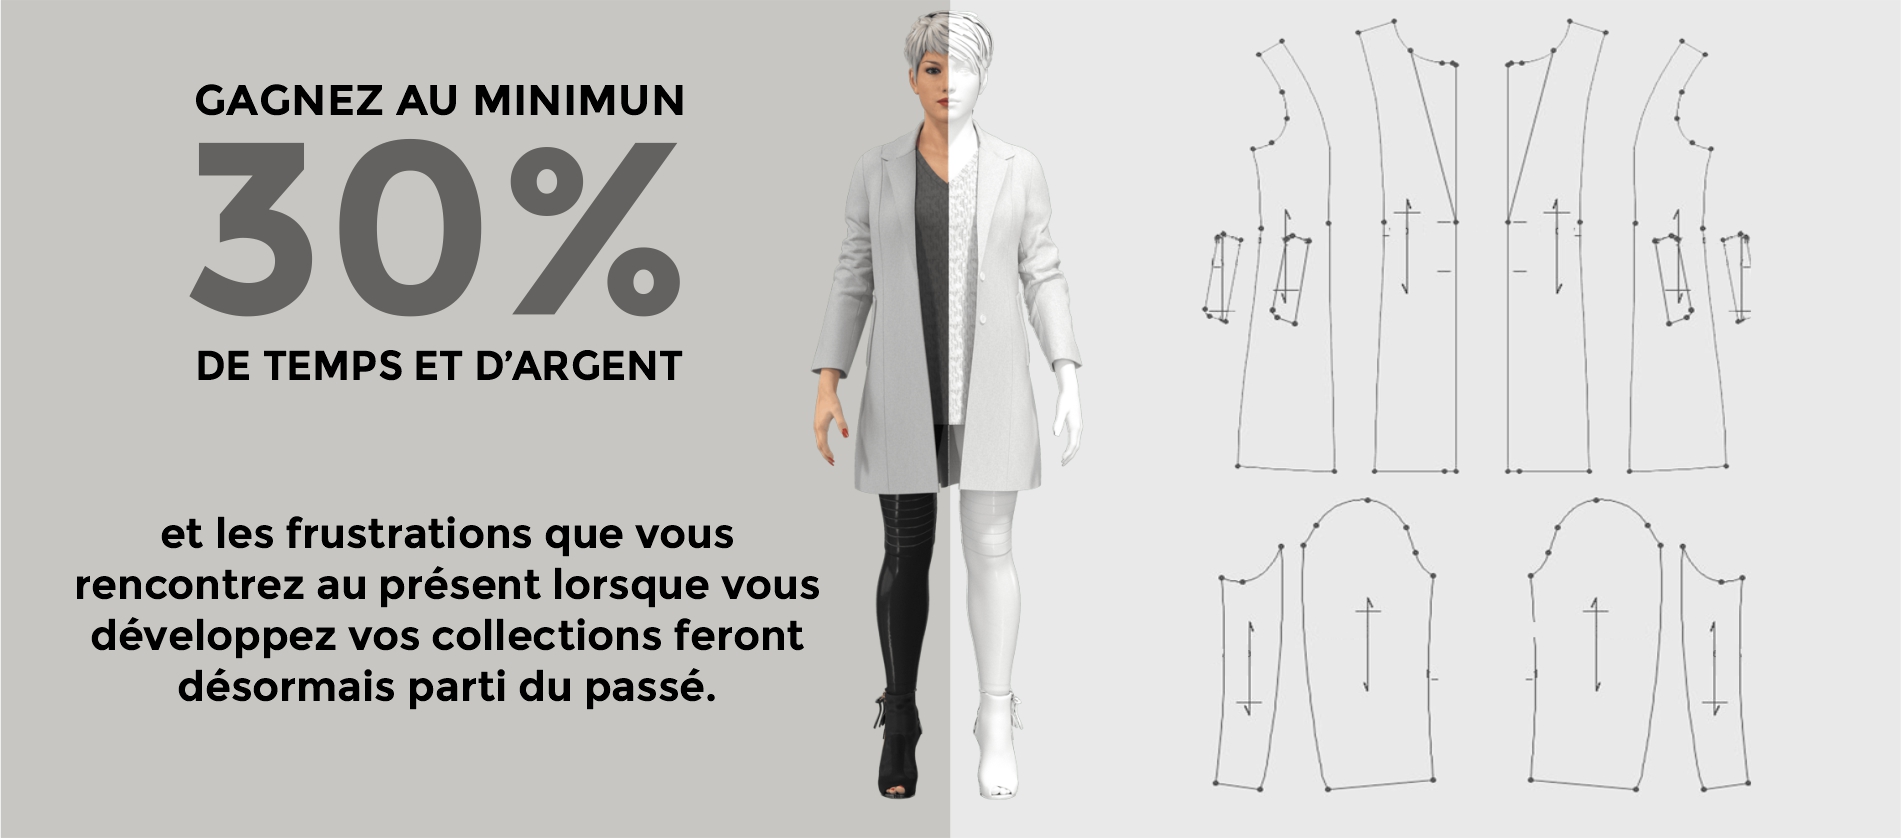 GAGNEZ AU MINIMUN
30%
DE TEMPS ET D’ARGENT
et les frustrations que vous
rencontrez au présent lorsque vous
développez vos collections feront
désormais parti du passé.